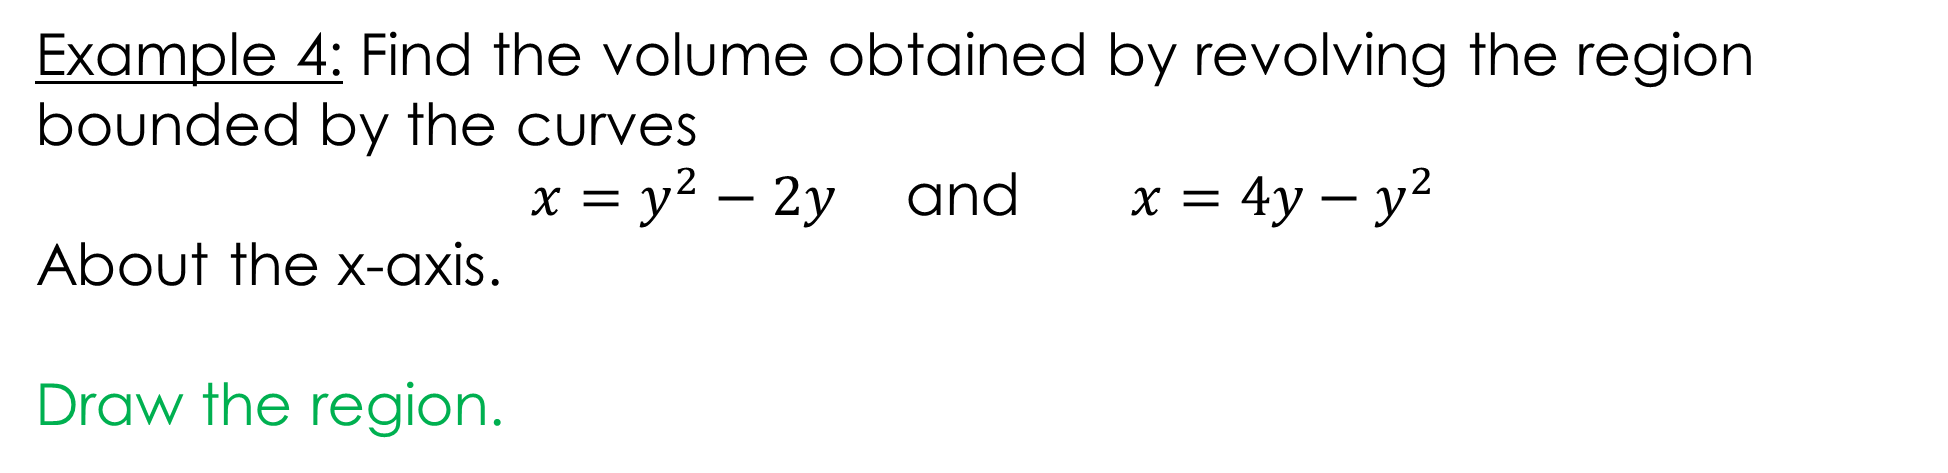 Example 4: Find the volume obtained by revolving the region
bounded by the curves
x = y² − 2y and x = 4y − y²
About the x-axis.
Draw the region.